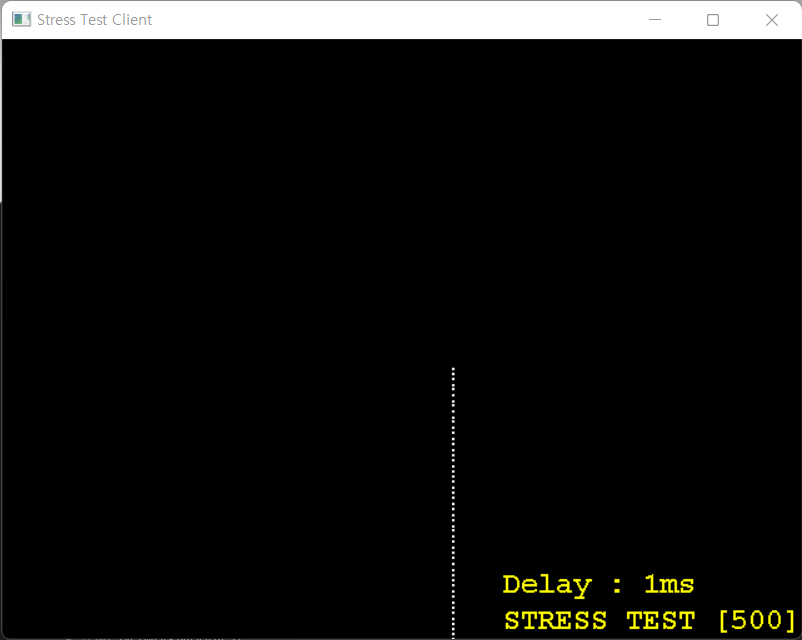 Stress Test Client
Delay : 1ms
STRESS TEST [500]